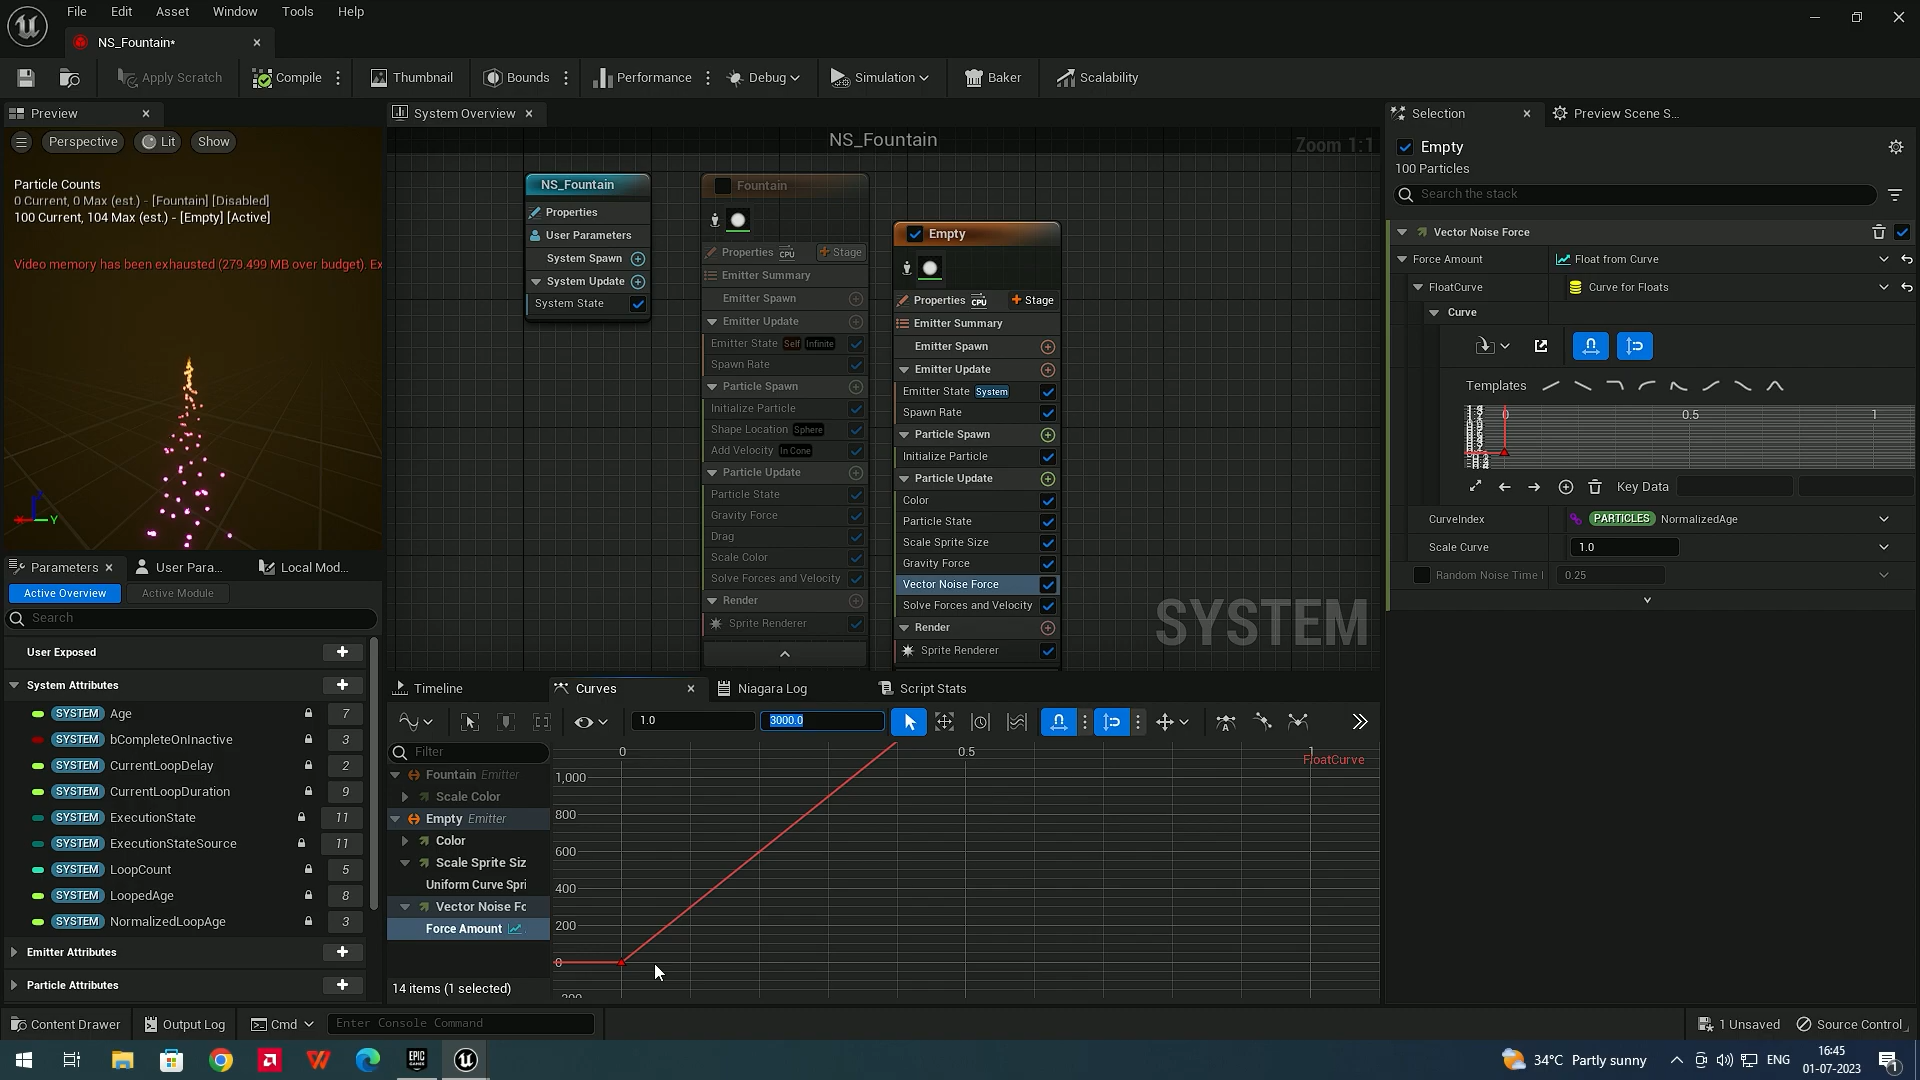 File Edit Asset Window Tools Help
NS_Fountain*
Apply Scratch Compile Thumbnail Bounds Performance Debug Simulation Baker Scalability
Preview
Perspective Lit Show
Particle Counts
0 Current, 0 Max (est.) - [Fountain] [Disabled]
100 Current, 104 Max (est.) - [Empty] [Active]
Video memory has been exhausted (279.499 MB over budget). Ex
Y
System Overview
NS_Fountain
Zoom 1:1
NS_Fountain
Properties
User Parameters
System Spawn
System Update
System State
Fountain
Properties CPU Stage
Emitter Summary
Emitter Spawn
Emitter Update
Emitter State Self Infinite
Spawn Rate
Particle Spawn
Initialize Particle
Shape Location Sphere
Add Velocity In Cone
Particle Update
Particle State
Gravity Force
Drag
Scale Color
Solve Forces and Velocity
Render
Sprite Renderer
Empty
Properties CPU Stage
Emitter Summary
Emitter Spawn
Emitter Update
Emitter State System
Spawn Rate
Particle Spawn
Initialize Particle
Particle Update
Color
Particle State
Scale Sprite Size
Gravity Force
Vector Noise Force
Solve Forces and Velocity
Render
Sprite Renderer
SYSTEM
Selection Preview Scene S...
Empty
100 Particles
Search the stack
Vector Noise Force
Force Amount Float from Curve
FloatCurve Curve for Floats
Curve
Templates
0 0.5 1
Key Data
CurveIndex PARTICLES NormalizedAge
Scale Curve 1.0
Random Noise Time I 0.25
Parameters User Para... Local Mod...
Active Overview Active Module
Search
User Exposed
System Attributes
SYSTEM Age 7
SYSTEM bCompleteOnInactive 3
SYSTEM CurrentLoopDelay 2
SYSTEM CurrentLoopDuration 9
SYSTEM ExecutionState 11
SYSTEM ExecutionStateSource 11
SYSTEM LoopCount 5
SYSTEM LoopedAge 8
SYSTEM NormalizedLoopAge 3
Emitter Attributes
Particle Attributes
Timeline Curves Niagara Log Script Stats
1.0 3000.0
Filter
Fountain Emitter
Scale Color
Empty Emitter
Color
Scale Sprite Siz
Uniform Curve Spri
Vector Noise Fo
Force Amount
14 items (1 selected)
0 0.5 1
FloatCurve
1,000
800
600
400
200
0
-200
Content Drawer Output Log Cmd Enter Console Command 1 Unsaved Source Control
EPIC GAMES
34°C Partly sunny ENG 16:45
01-07-2023
1